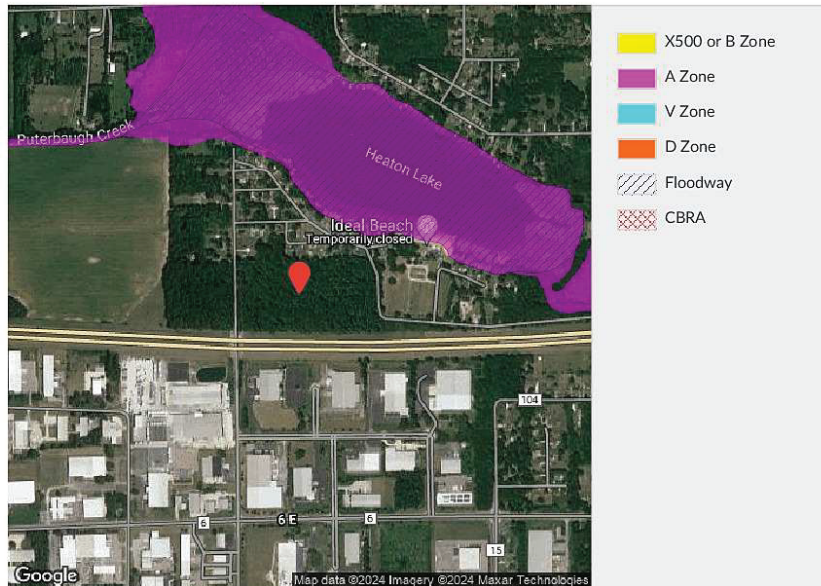 X500 or B Zone
A Zone
V Zone
D Zone
Floodway
CBRA
Puterbaugh Creek
Heaton Lake
Ideal Beach
Temporarily closed
104
6
6 E
6
15
Google
Map data ©2024 Imagery ©2024 Maxar Technologies